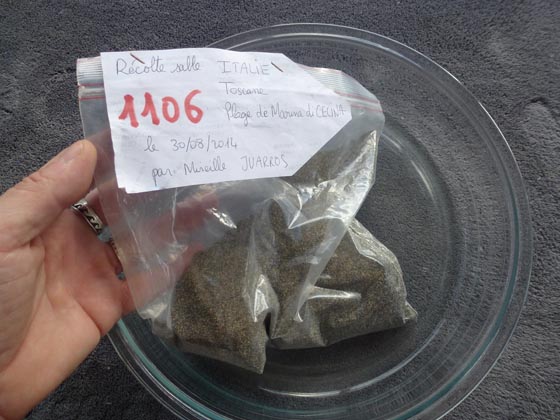 Récolte sable ITALIE
Toscane
1106 Plage de Marina di CECINA
le 30/08/2014
par Mireille JUARROS